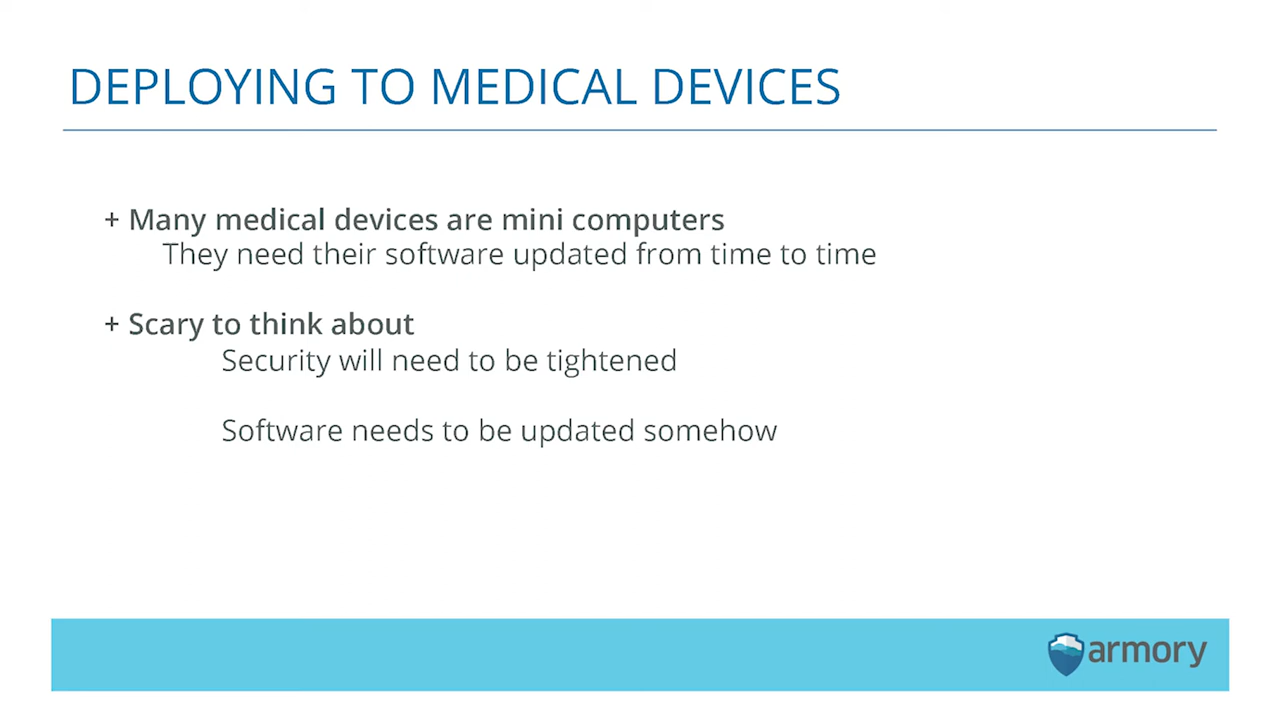 DEPLOYING TO MEDICAL DEVICES
+ Many medical devices are mini computers
They need their software updated from time to time
+ Scary to think about
Security will need to be tightened
Software needs to be updated somehow
armory